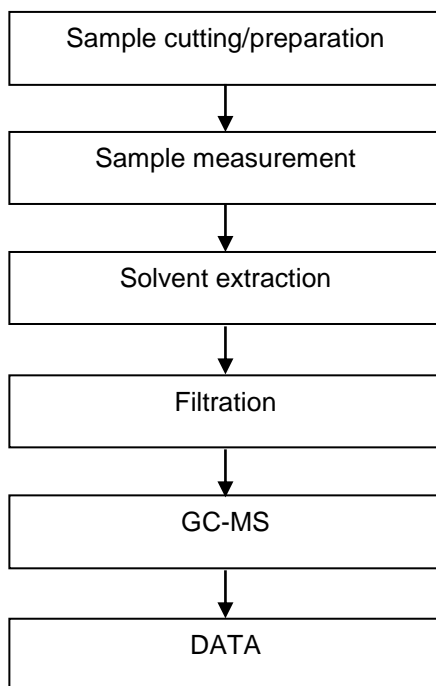 Sample cutting/preparation
Sample measurement
Solvent extraction
Filtration
GC-MS
DATA